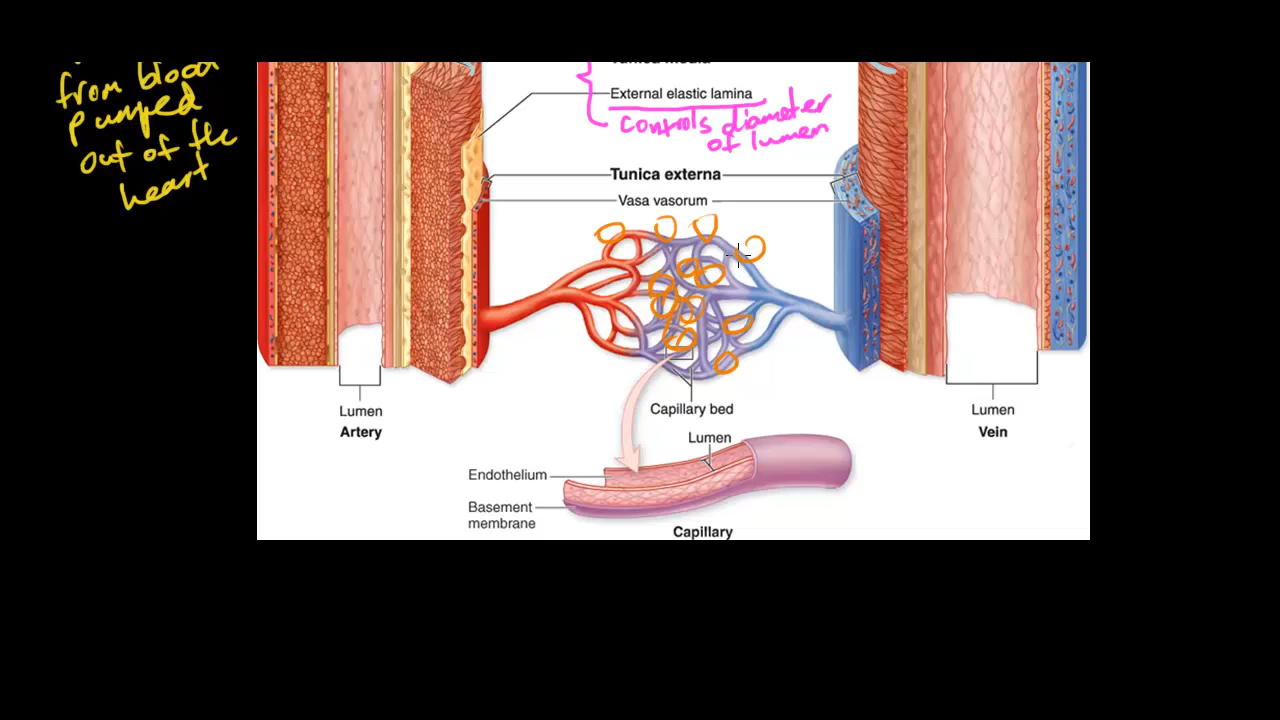 from blood
pumped
out of the
heart
External elastic lamina
controls diameter
of lumen
Tunica externa
Vasa vasorum
Capillary bed
Lumen
Artery
Lumen
Vein
Lumen
Endothelium
Basement
membrane
Capillary